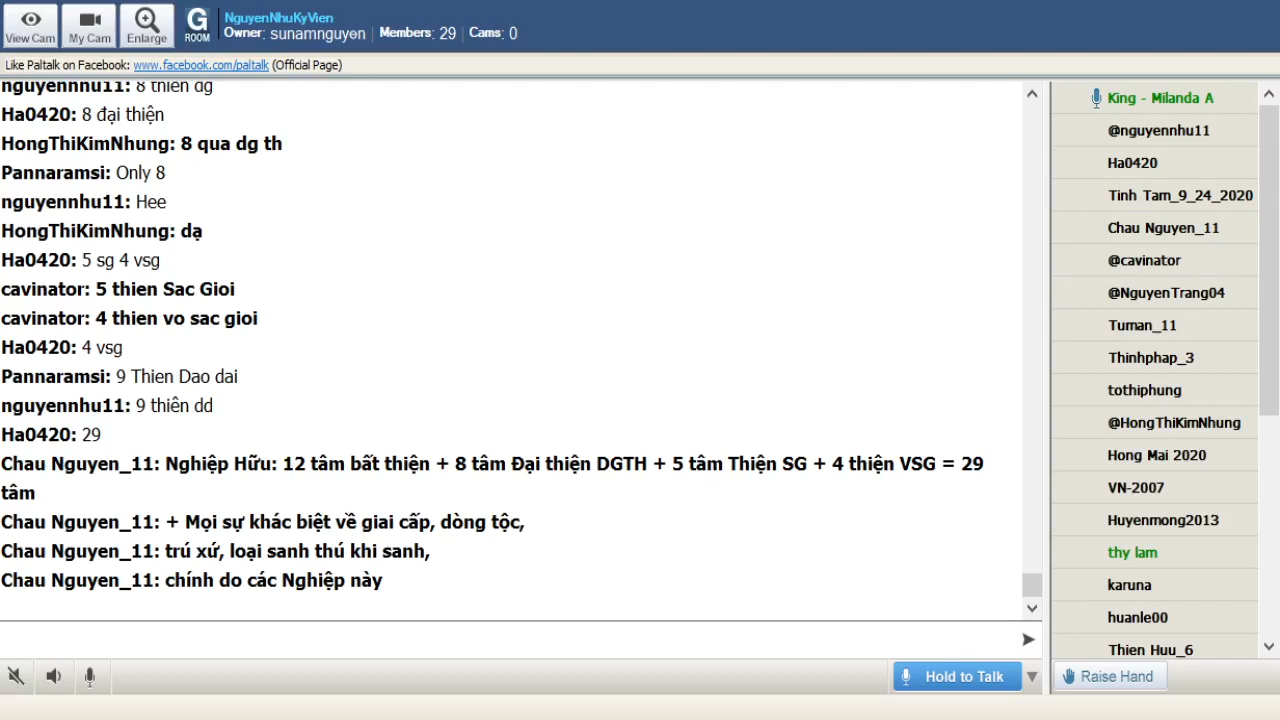 View Cam
My Cam
Enlarge
G
ROOM
NguyenNhuKyVien
Owner: sunamnguyen | Members: 29 | Cams: 0
Like Paltalk on Facebook: www.facebook.com/paltalk (Official Page)
nguyennhu11: 8 thien dg
Ha0420: 8 đại thiện
HongThiKimNhung: 8 qua dg th
Pannaramsi: Only 8
nguyennhu11: Hee
HongThiKimNhung: dạ
Ha0420: 5 sg 4 vsg
cavinator: 5 thien Sac Gioi
cavinator: 4 thien vo sac gioi
Ha0420: 4 vsg
Pannaramsi: 9 Thien Dao dai
nguyennhu11: 9 thiên dd
Ha0420: 29
Chau Nguyen_11: Nghiệp Hữu: 12 tâm bất thiện + 8 tâm Đại thiện DGTH + 5 tâm Thiện SG + 4 thiện VSG = 29
tâm
Chau Nguyen_11: + Mọi sự khác biệt về giai cấp, dòng tộc,
Chau Nguyen_11: trú xứ, loại sanh thú khi sanh,
Chau Nguyen_11: chính do các Nghiệp này
King - Milanda A
@nguyennhu11
Ha0420
Tinh Tam_9_24_2020
Chau Nguyen_11
@cavinator
@NguyenTrang04
Tuman_11
Thinhphap_3
tothiphung
@HongThiKimNhung
Hong Mai 2020
VN-2007
Huyenmong2013
thy lam
karuna
huanle00
Thien Huu_6
Hold to Talk
Raise Hand